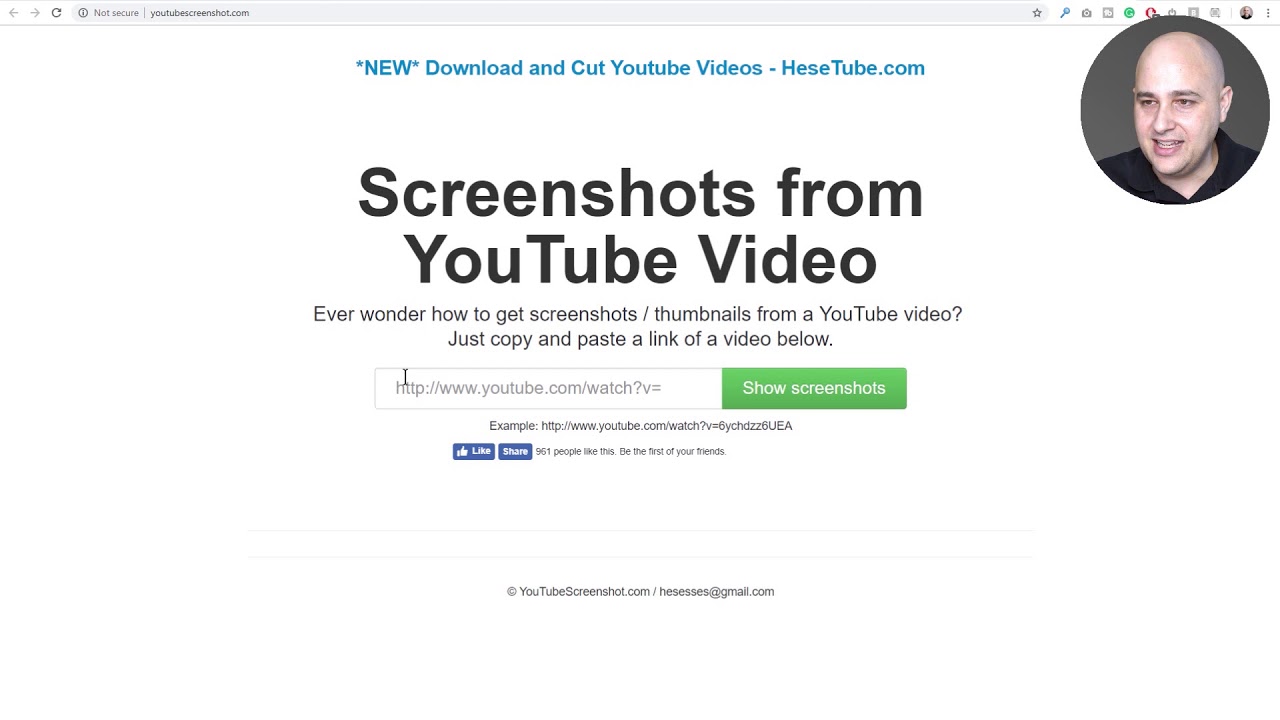 Not secure
youtubescreenshot.com
*NEW* Download and Cut Youtube Videos - HeseTube.com
Screenshots from
YouTube Video
Ever wonder how to get screenshots / thumbnails from a YouTube video?
Just copy and paste a link of a video below.
http://www.youtube.com/watch?v=
Show screenshots
Example: http://www.youtube.com/watch?v=6ychdzz6UEA
Like Share 961 people like this. Be the first of your friends.
© YouTubeScreenshot.com / hesesses@gmail.com